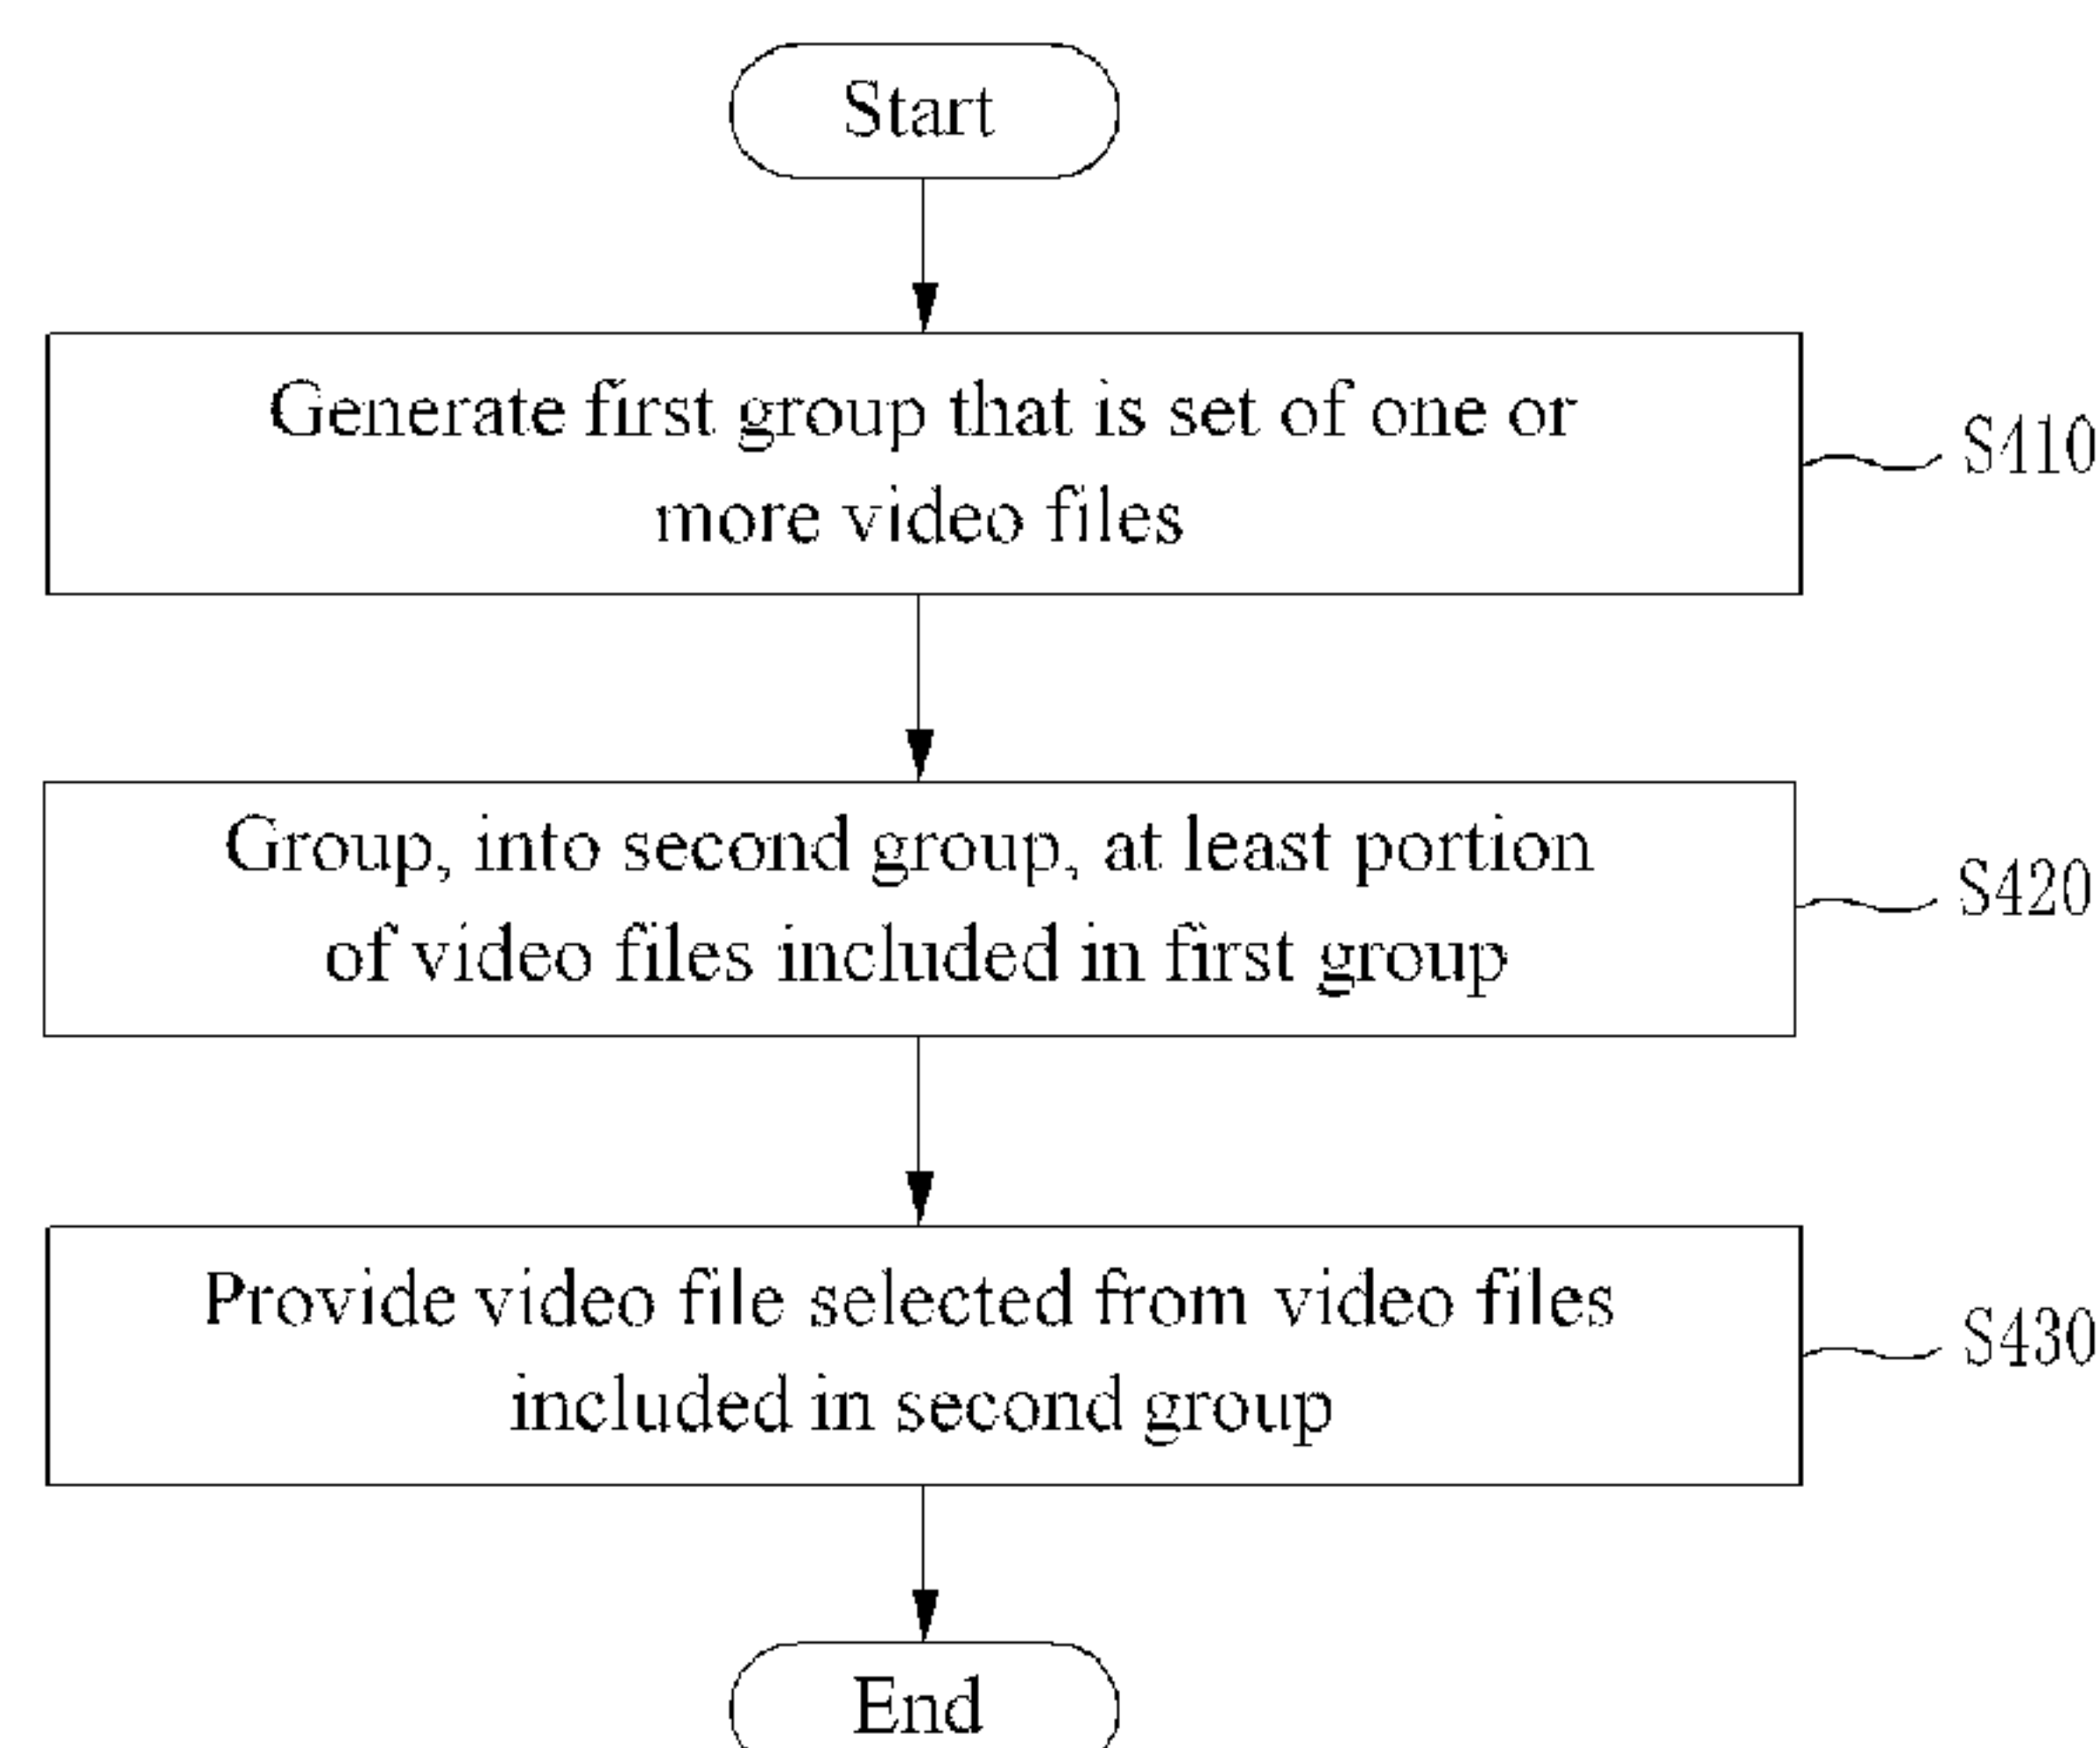 Start
Generate first group that is set of one or
more video files
S410
Group, into second group, at least portion
of video files included in first group
S420
Provide video file selected from video files
included in second group
S430
End